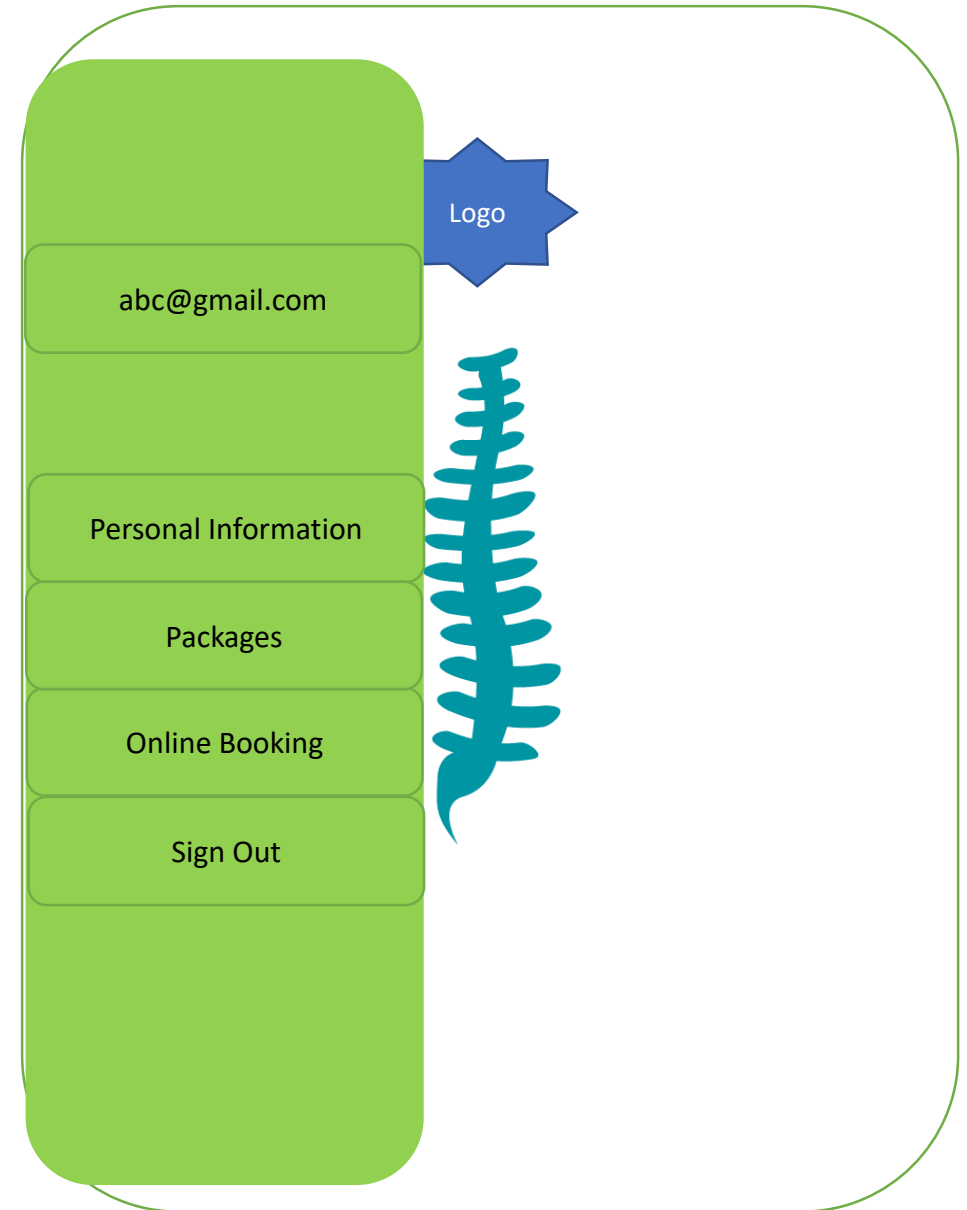 Logo
abc@gmail.com
Personal Information
Packages
Online Booking
Sign Out